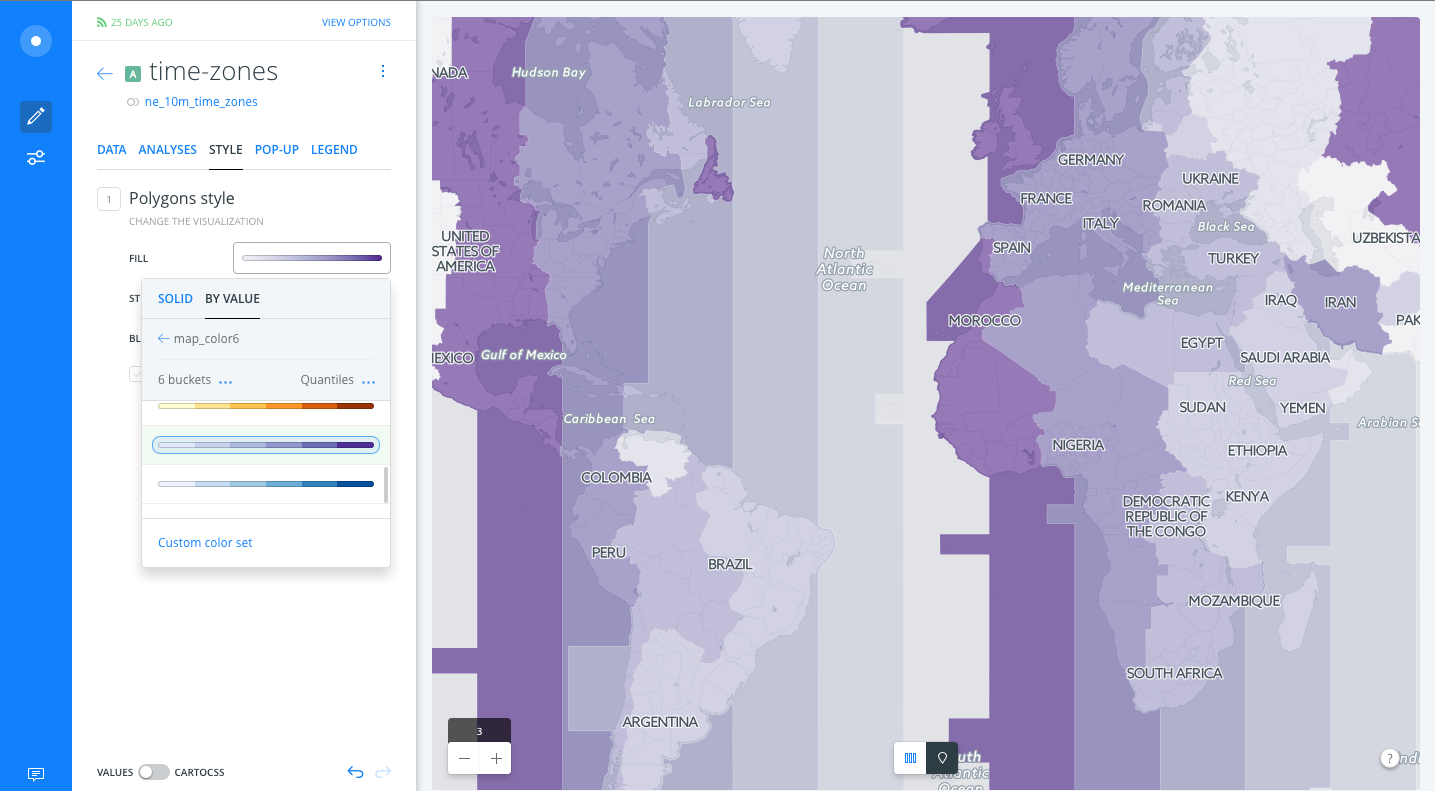 25 DAYS AGO
VIEW OPTIONS
A time-zones
ne_10m_time_zones
DATA ANALYSES STYLE POP-UP LEGEND
1 Polygons style
CHANGE THE VISUALIZATION
FILL
ST
SOLID BY VALUE
BL
map_color6
6 buckets ... Quantiles ...
Custom color set
VALUES CARTOCSS
NADA
Hudson Bay
Labrador Sea
UNITED
STATES OF
AMERICA
North
Atlantic
Ocean
EXICO
Gulf of Mexico
Caribbean Sea
COLOMBIA
PERU
BRAZIL
ARGENTINA
GERMANY
UKRAINE
FRANCE
ROMANIA
ITALY
Black Sea
UZBEKISTA
SPAIN
TURKEY
Mediterranean
Sea
IRAQ
IRAN
MOROCCO
PAK
EGYPT
SAUDI ARABIA
Red Sea
SUDAN
YEMEN
Arabian S
NIGERIA
ETHIOPIA
KENYA
DEMOCRATIC
REPUBLIC OF
THE CONGO
MOZAMBIQUE
SOUTH AFRICA
3
− +
uth
Atlantic
Ocean
?
nd